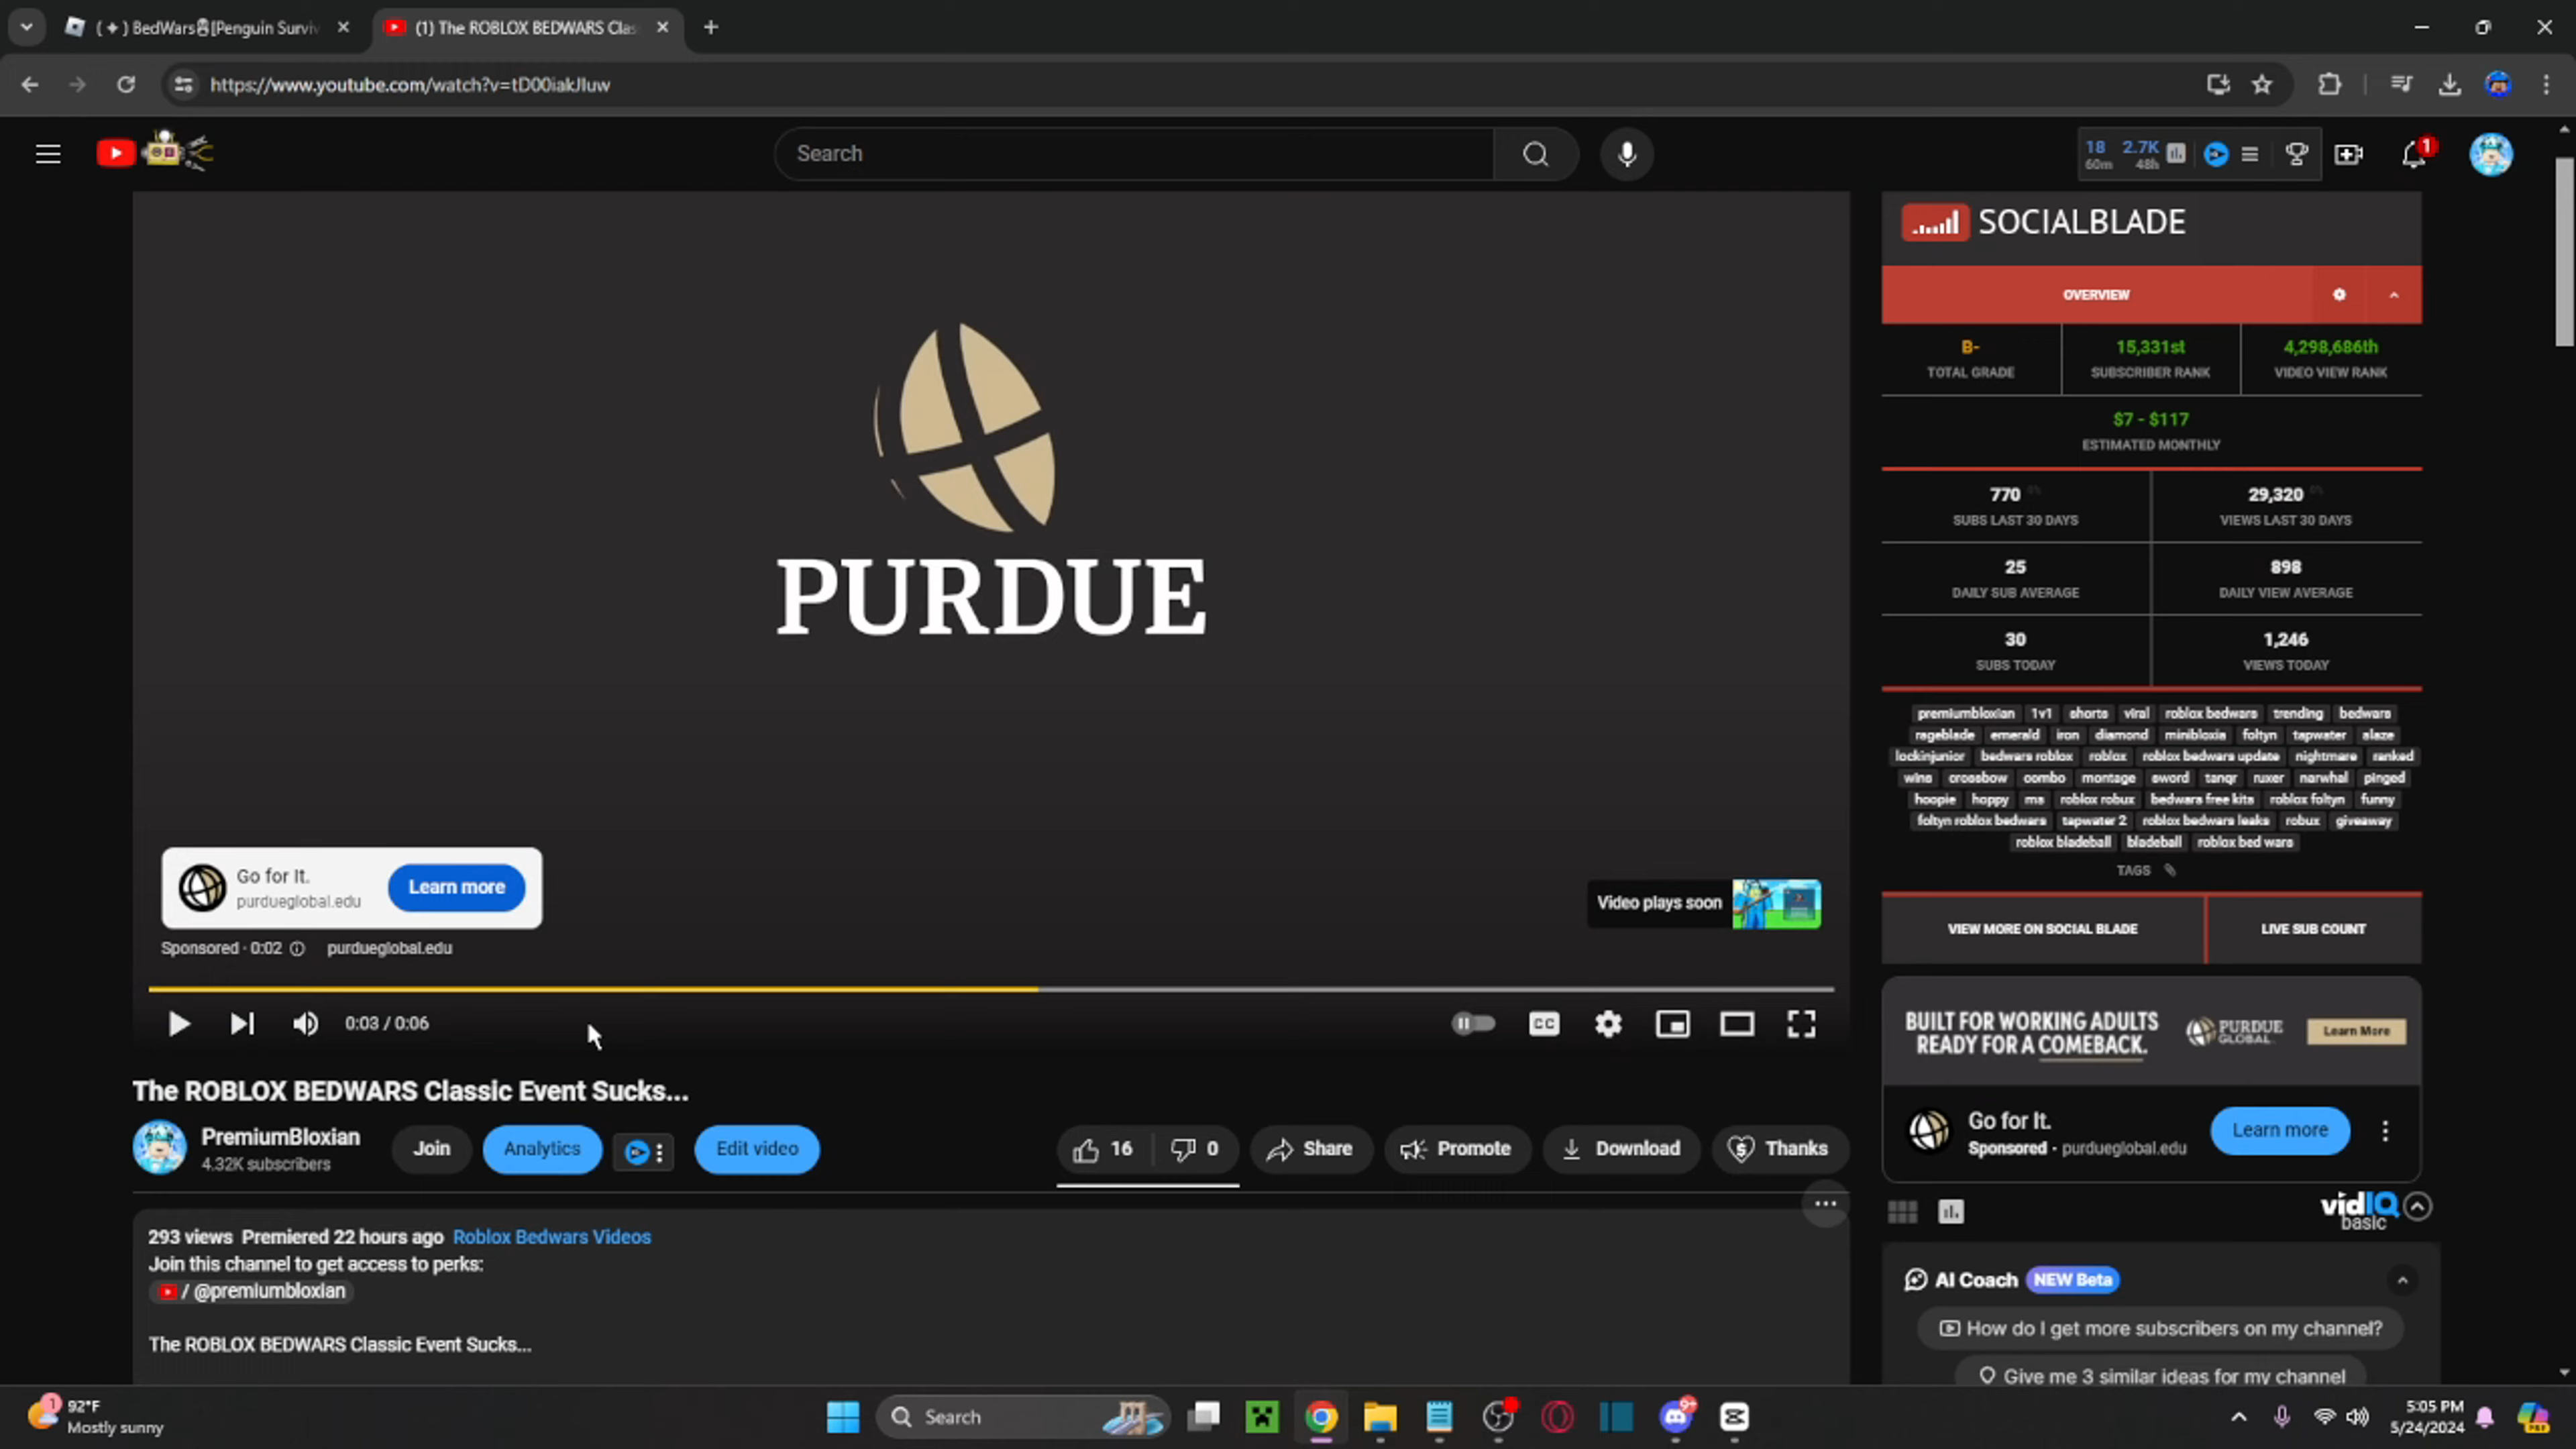 ( ✦ ) BedWars⛄[Penguin Surviv
(1) The ROBLOX BEDWARS Clas
https://www.youtube.com/watch?v=tD00iakJIuw
Search
18
60m
2.7K
48h
1
SOCIALBLADE
OVERVIEW
B-
TOTAL GRADE
15,331st
SUBSCRIBER RANK
4,298,686th
VIDEO VIEW RANK
$7 - $117
ESTIMATED MONTHLY
770
SUBS LAST 30 DAYS
29,320
VIEWS LAST 30 DAYS
25
DAILY SUB AVERAGE
898
DAILY VIEW AVERAGE
30
SUBS TODAY
1,246
VIEWS TODAY
premiumbloxian 1v1 shorts viral roblox bedwars trending bedwars
rageblade emerald iron diamond minibloxia foltyn tapwater alaze
lockinjunior bedwars roblox roblox roblox bedwars update nightmare ranked
wins crossbow combo montage sword tanqr ruxer narwhal pinged
hoopie happy ms roblox robux bedwars free kits roblox foltyn funny
foltyn roblox bedwars tapwater 2 roblox bedwars leaks robux giveaway
roblox bladeball bladeball roblox bed wars
TAGS
VIEW MORE ON SOCIAL BLADE
LIVE SUB COUNT
PURDUE
Go for It.
purdueglobal.edu
Learn more
Sponsored · 0:02 purdueglobal.edu
Video plays soon
0:03 / 0:06
CC
BUILT FOR WORKING ADULTS
READY FOR A COMEBACK.
PURDUE
GLOBAL
Learn More
Go for It.
Sponsored · purdueglobal.edu
Learn more
The ROBLOX BEDWARS Classic Event Sucks...
PremiumBloxian
4.32K subscribers
Join
Analytics
Edit video
16
0
Share
Promote
Download
Thanks
293 views Premiered 22 hours ago Roblox Bedwars Videos
Join this channel to get access to perks:
/ @premiumbloxian
The ROBLOX BEDWARS Classic Event Sucks...
vidIQ
basic
AI Coach NEW Beta
How do I get more subscribers on my channel?
Give me 3 similar ideas for my channel
1
92°F
Mostly sunny
Search
9+
5:05 PM
5/24/2024